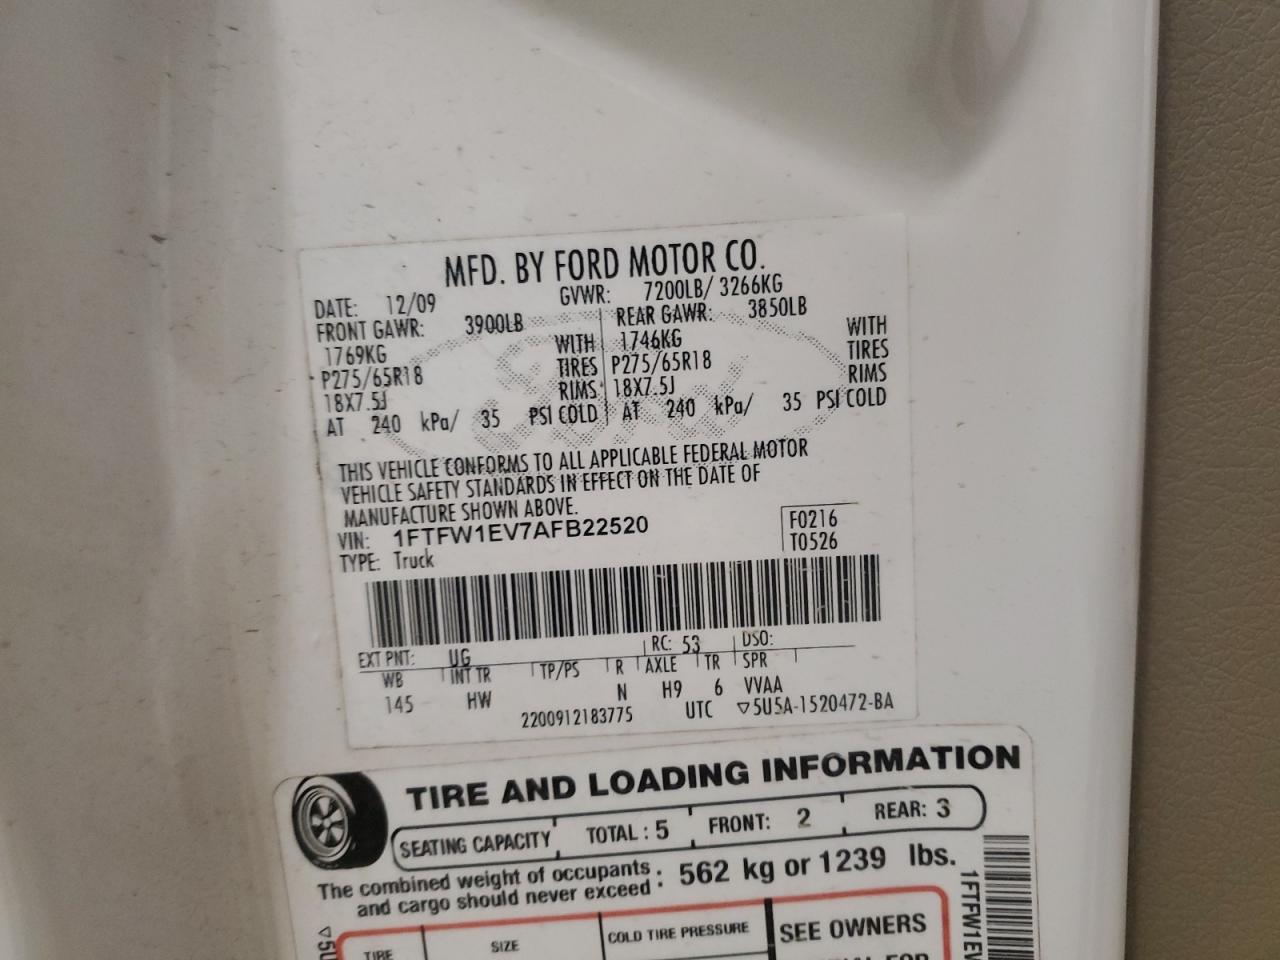 MFD. BY FORD MOTOR CO.
DATE: 12/09 GVWR: 7200LB/ 3266KG
FRONT GAWR: 3900LB REAR GAWR: 3850LB
1769KG WITH 1746KG WITH
P275/65R18 TIRES P275/65R18 TIRES
18X7.5J RIMS 18X7.5J RIMS
AT 240 kPa/ 35 PSI COLD AT 240 kPa/ 35 PSI COLD
THIS VEHICLE CONFORMS TO ALL APPLICABLE FEDERAL MOTOR
VEHICLE SAFETY STANDARDS IN EFFECT ON THE DATE OF
MANUFACTURE SHOWN ABOVE.
VIN: 1FTFW1EV7AFB22520 F0216
TYPE: Truck T0526
EXT PNT: UG RC: 53 DSO:
WB INT TR TP/PS R AXLE TR SPR
145 HW N H9 6 VVAA
2200912183775 UTC ▽5U5A-1520472-BA
TIRE AND LOADING INFORMATION
SEATING CAPACITY TOTAL : 5 FRONT: 2 REAR: 3
The combined weight of occupants : 562 kg or 1239 lbs.
and cargo should never exceed :
TIRE SIZE COLD TIRE PRESSURE SEE OWNERS
FOR
1FTFW1EV
▽5U